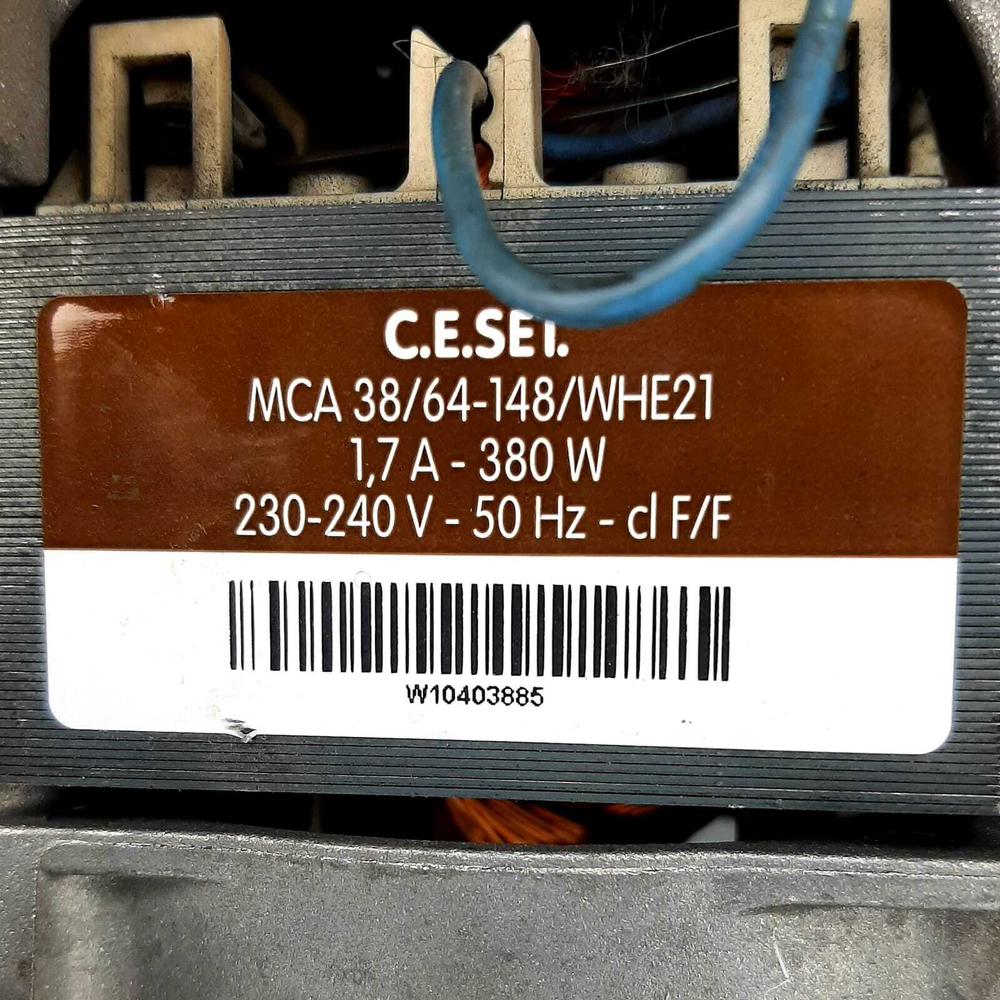 C.E.SET.
MCA 38/64-148/WHE21
1,7 A - 380 W
230-240 V - 50 Hz - cl F/F
W10403885